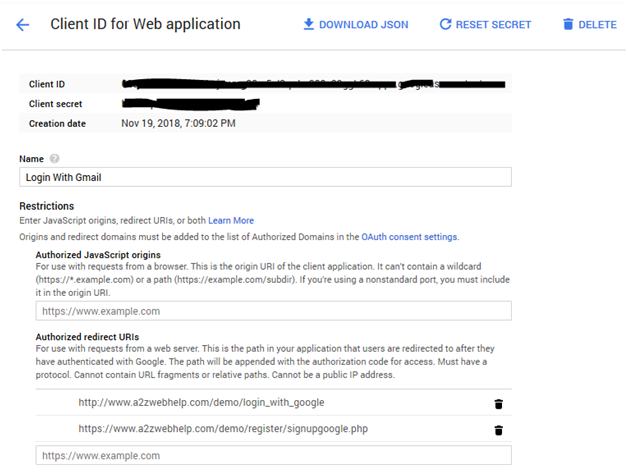 Client ID for Web application
DOWNLOAD JSON
RESET SECRET
DELETE
Client ID
Client secret
Creation date Nov 19, 2018, 7:09:02 PM
Name
Login With Gmail
Restrictions
Enter JavaScript origins, redirect URIs, or both Learn More
Origins and redirect domains must be added to the list of Authorized Domains in the OAuth consent settings.
Authorized JavaScript origins
For use with requests from a browser. This is the origin URI of the client application. It can't contain a wildcard
(https://*.example.com) or a path (https://example.com/subdir). If you're using a nonstandard port, you must include
it in the origin URI.
https://www.example.com
Authorized redirect URIs
For use with requests from a web server. This is the path in your application that users are redirected to after they
have authenticated with Google. The path will be appended with the authorization code for access. Must have a
protocol. Cannot contain URL fragments or relative paths. Cannot be a public IP address.
http://www.a2zwebhelp.com/demo/login_with_google
https://www.a2zwebhelp.com/demo/register/signupgoogle.php
https://www.example.com